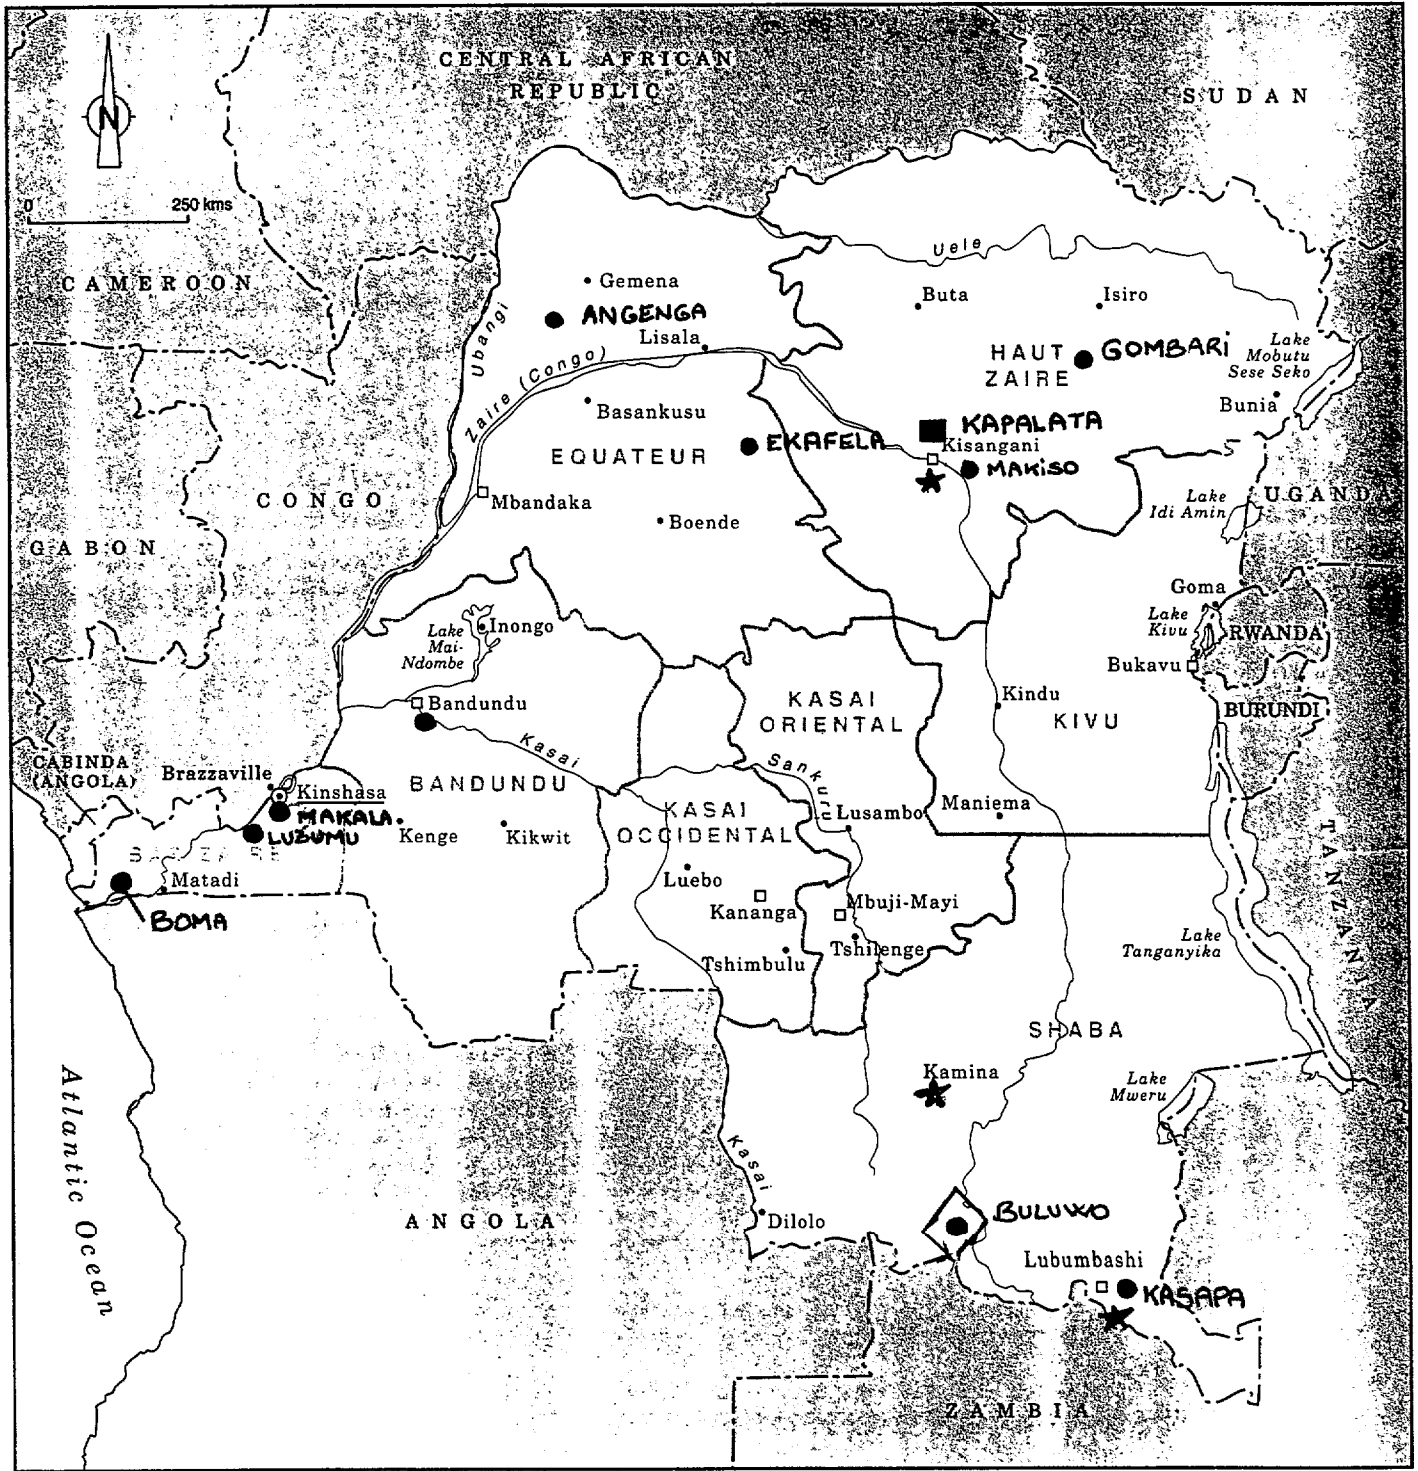 CENTRAL AFRICAN
REPUBLIC
SUDAN
N
0 250 kms
CAMEROON
Uele
Gemena
ANGENGA
Lisala
Ubangi
Zaire (Congo)
Buta
Isiro
HAUT
ZAIRE
GOMBARI
Lake
Mobutu
Sese Seko
Bunia
Basankusu
EKAFELA
EQUATEUR
KAPALATA
Kisangani
MAKISO
CONGO
Mbandaka
Boende
Lake
Idi Amin
UGANDA
GABON
Goma
Lake
Kivu
RWANDA
Inongo
Lake
Mai-
Ndombe
Bukavu
BURUNDI
Bandundu
Kasai
KASAI
ORIENTAL
Kindu
KIVU
CABINDA
(ANGOLA)
Brazzaville
Kinshasa
MAKALA
LUZUMU
BANDUNDU
Kenge
Kikwit
Sankuru
KASAI
OCCIDENTAL
Lusambo
Maniema
TANZANIA
Matadi
BOMA
Luebo
Kananga
Mbuji-Mayi
Tshilenge
Tshimbulu
Lake
Tanganyika
SHABA
Kamina
Lake
Mweru
Atlantic Ocean
Kasai
Dilolo
ANGOLA
BULUWO
Lubumbashi
KASAPA
ZAMBIA